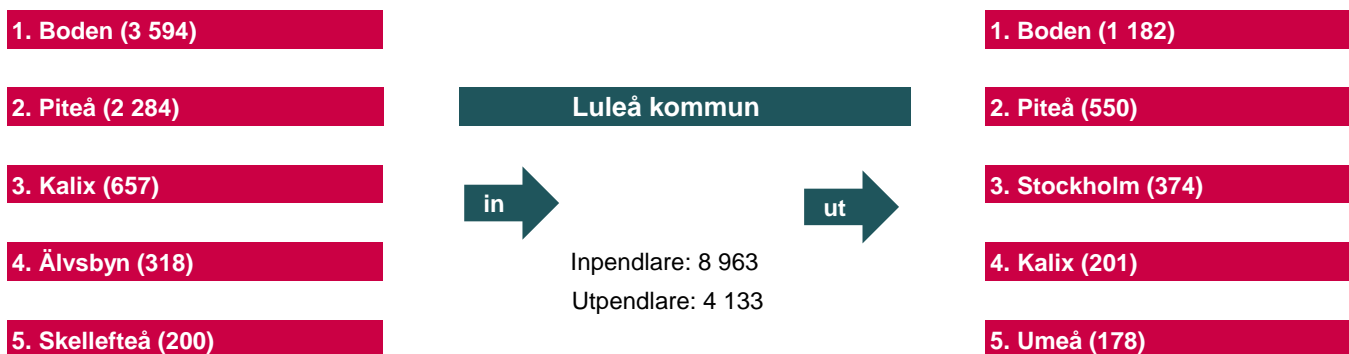 1. Boden (3 594)
2. Piteå (2 284)
3. Kalix (657)
4. Älvsbyn (318)
5. Skellefteå (200)
Luleå kommun
in
ut
Inpendlare: 8 963
Utpendlare: 4 133
1. Boden (1 182)
2. Piteå (550)
3. Stockholm (374)
4. Kalix (201)
5. Umeå (178)